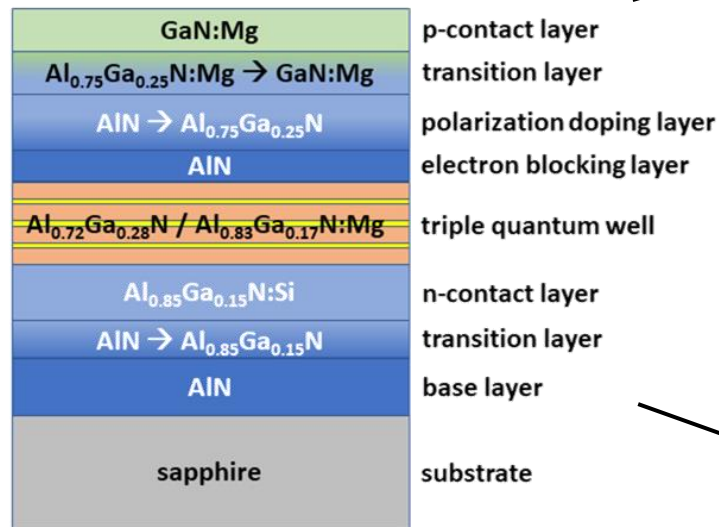 GaN:Mg p-contact layer
Al₀.₇₅Ga₀.₂₅N:Mg → GaN:Mg transition layer
AlN → Al₀.₇₅Ga₀.₂₅N polarization doping layer
AlN electron blocking layer
Al₀.₇₂Ga₀.₂₈N / Al₀.₈₃Ga₀.₁₇N:Mg triple quantum well
Al₀.₈₅Ga₀.₁₅N:Si n-contact layer
AlN → Al₀.₈₅Ga₀.₁₅N transition layer
AlN base layer
sapphire substrate